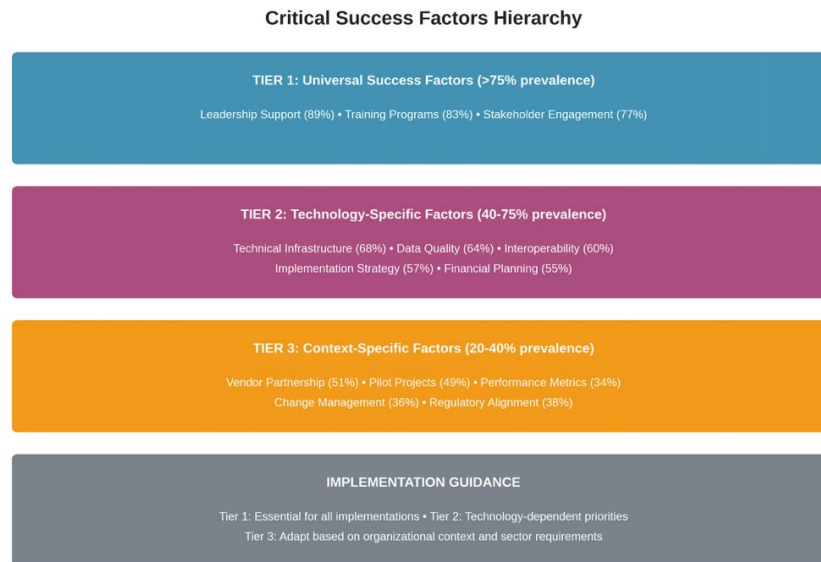 Critical Success Factors Hierarchy
TIER 1: Universal Success Factors (>75% prevalence)
Leadership Support (89%) • Training Programs (83%) • Stakeholder Engagement (77%)
TIER 2: Technology-Specific Factors (40-75% prevalence)
Technical Infrastructure (68%) • Data Quality (64%) • Interoperability (60%)
Implementation Strategy (57%) • Financial Planning (55%)
TIER 3: Context-Specific Factors (20-40% prevalence)
Vendor Partnership (51%) • Pilot Projects (49%) • Performance Metrics (34%)
Change Management (36%) • Regulatory Alignment (38%)
IMPLEMENTATION GUIDANCE
Tier 1: Essential for all implementations • Tier 2: Technology-dependent priorities
Tier 3: Adapt based on organizational context and sector requirements